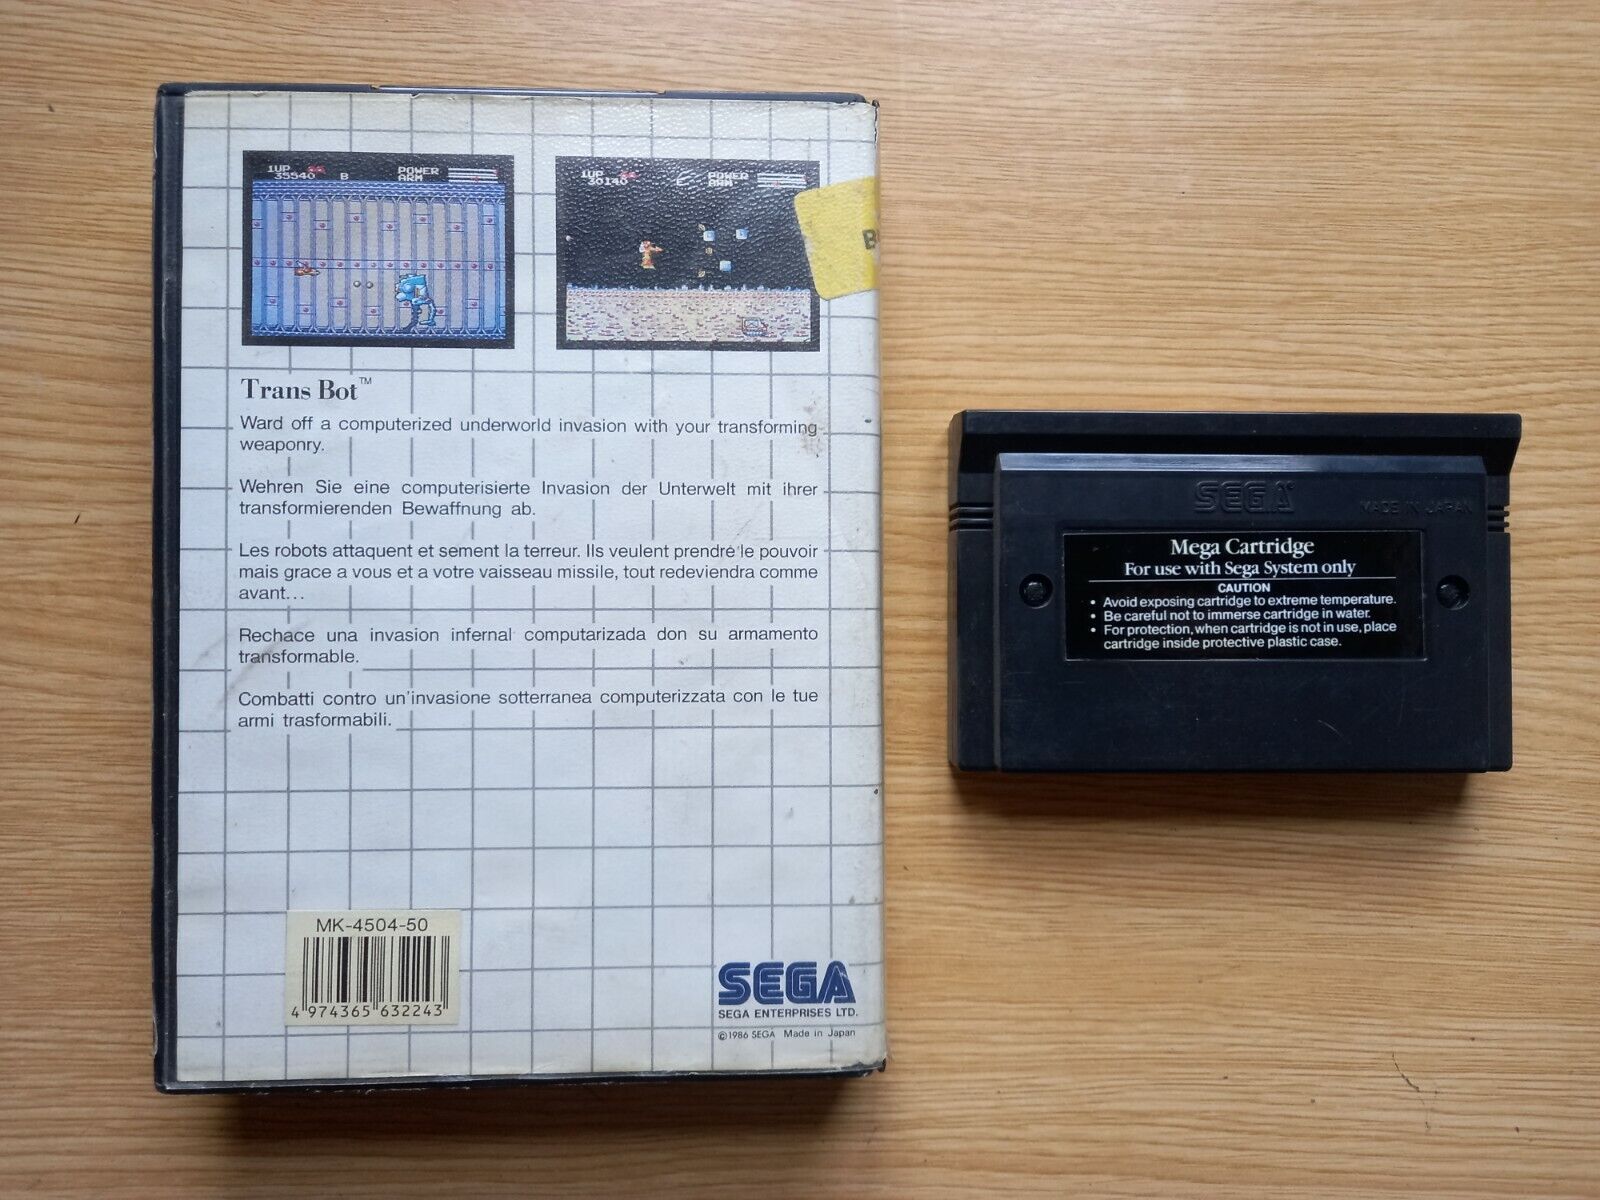 1UP
35540 B
POWER
ARM
1UP
30140 E
POWER
ARM
Trans Bot™
Ward off a computerized underworld invasion with your transforming
weaponry.
Wehren Sie eine computerisierte Invasion der Unterwelt mit ihrer
transformierenden Bewaffnung ab.
Les robots attaquent et sement la terreur. Ils veulent prendre le pouvoir
mais grace a vous et a votre vaisseau missile, tout redeviendra comme
avant...
Rechace una invasion infernal computarizada don su armamento
transformable.
Combatti contro un'invasione sotterranea computerizzata con le tue
armi trasformabili.
MK-4504-50
4 974365 632243
SEGA
SEGA ENTERPRISES LTD.
©1986 SEGA Made in Japan
SEGA
MADE IN JAPAN
Mega Cartridge
For use with Sega System only
CAUTION
• Avoid exposing cartridge to extreme temperature.
• Be careful not to immerse cartridge in water.
• For protection, when cartridge is not in use, place
cartridge inside protective plastic case.